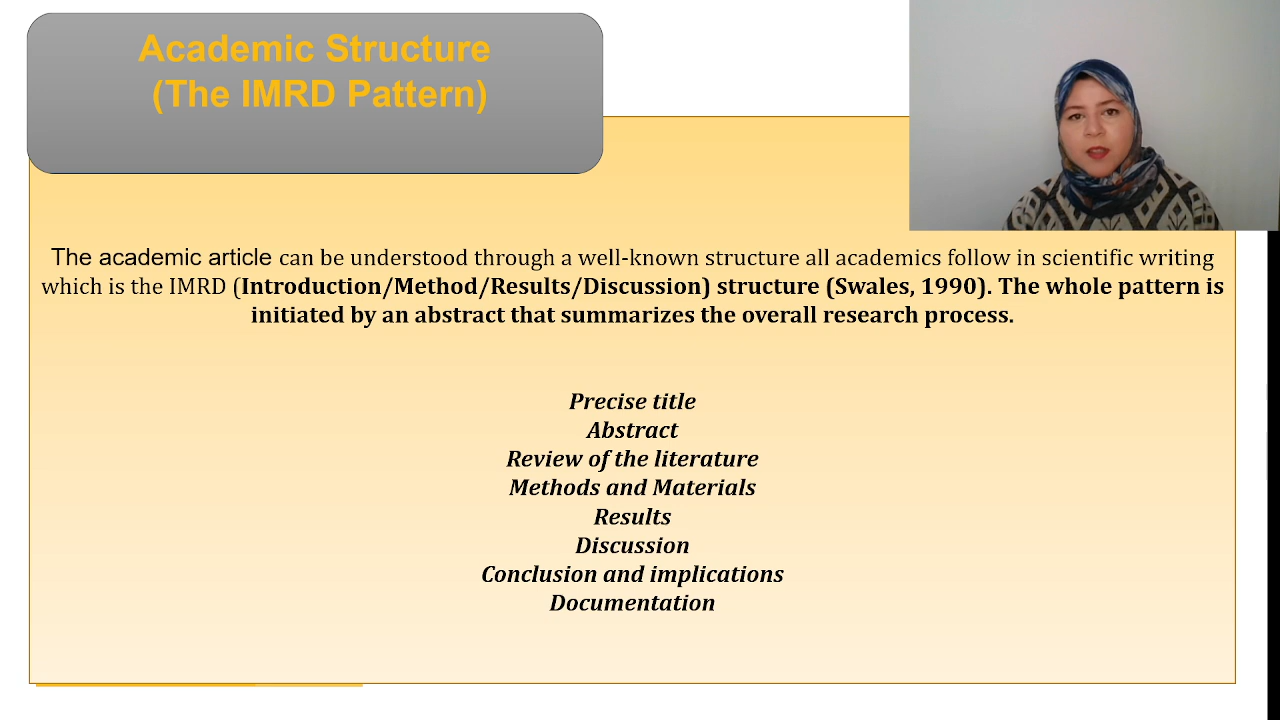 Academic Structure
(The IMRD Pattern)
The academic article can be understood through a well-known structure all academics follow in scientific writing
which is the IMRD (Introduction/Method/Results/Discussion) structure (Swales, 1990). The whole pattern is
initiated by an abstract that summarizes the overall research process.
Precise title
Abstract
Review of the literature
Methods and Materials
Results
Discussion
Conclusion and implications
Documentation